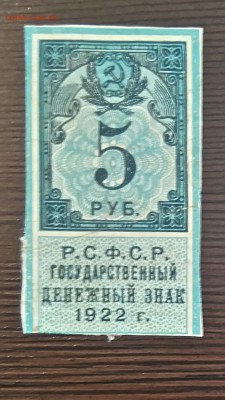 5
РУБ.
Р.С.Ф.С.Р.
ГОСУДАРСТВЕННЫЙ
ДЕНЕЖНЫЙ ЗНАК
1922 г.